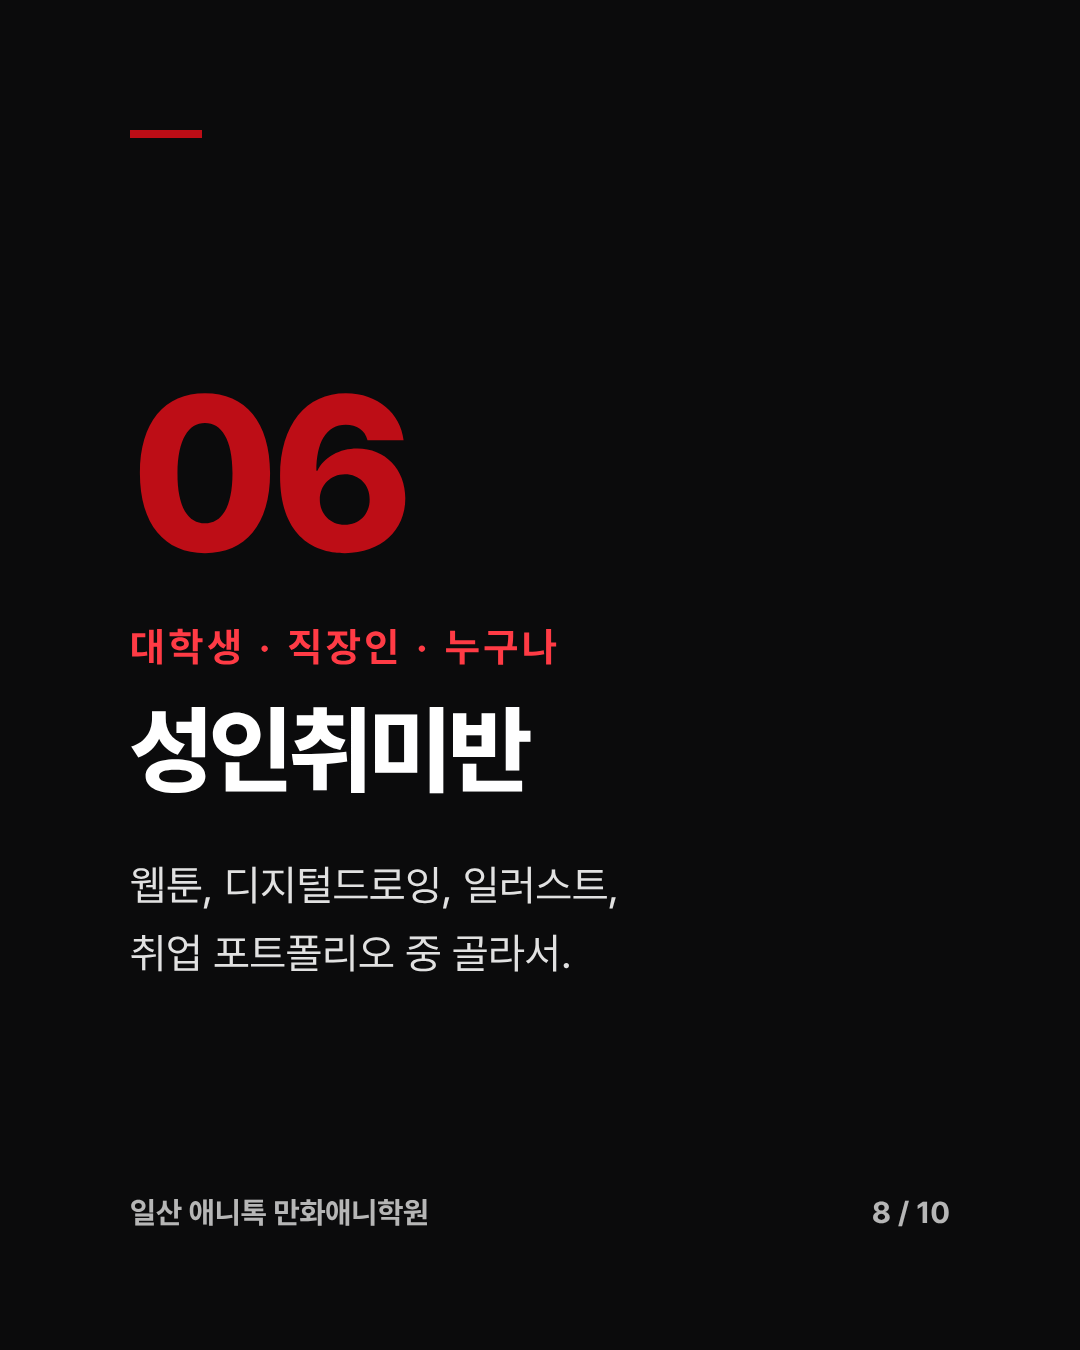 06
대학생 · 직장인 · 누구나
성인취미반
웹툰, 디지털드로잉, 일러스트,
취업 포트폴리오 중 골라서.
일산 애니톡 만화애니학원
8 / 10